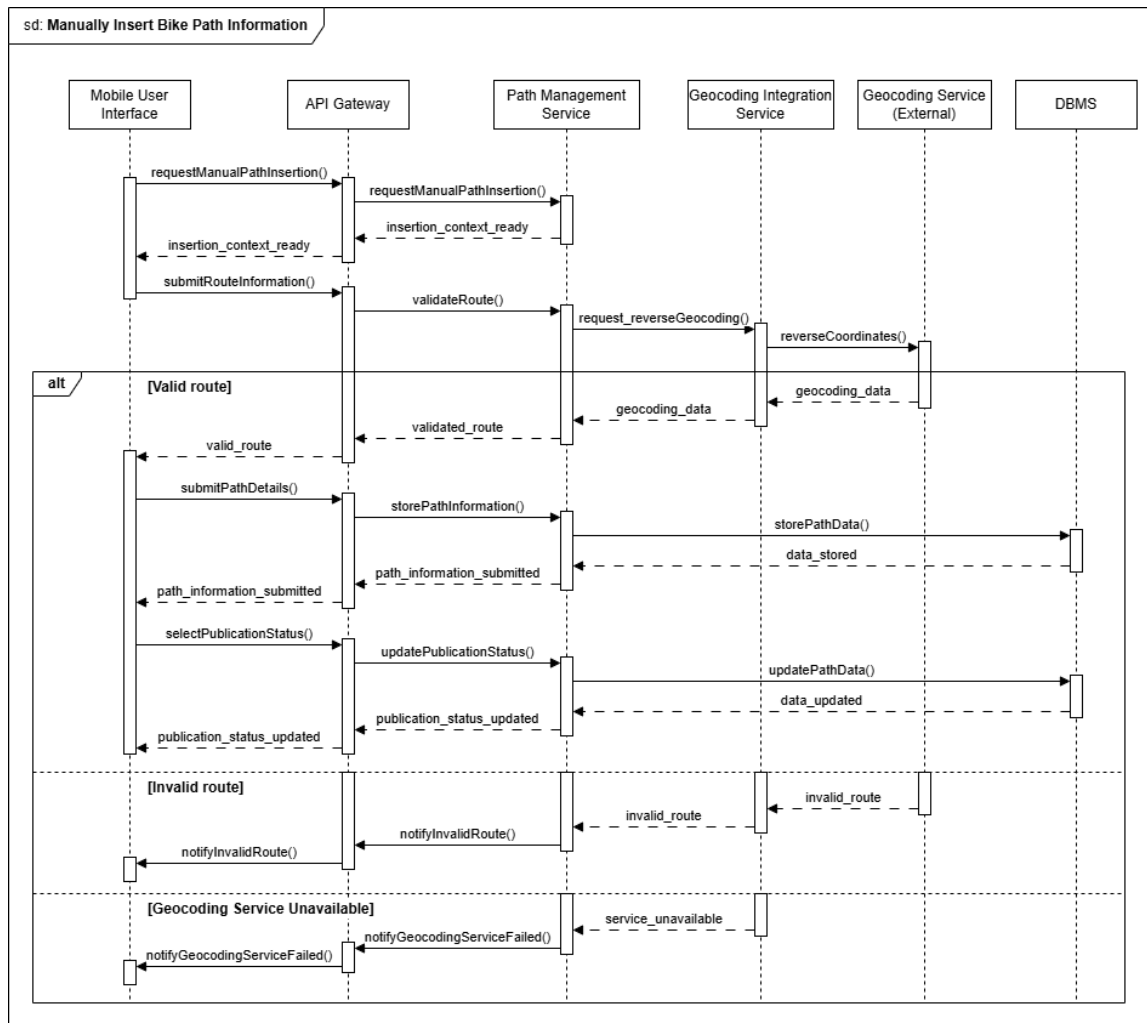 sd: Manually Insert Bike Path Information
Mobile User
Interface
API Gateway
Path Management
Service
Geocoding Integration
Service
Geocoding Service
(External)
DBMS
requestManualPathInsertion()
requestManualPathInsertion()
insertion_context_ready
insertion_context_ready
submitRouteInformation()
validateRoute()
request_reverseGeocoding()
reverseCoordinates()
alt
[Valid route]
geocoding_data
geocoding_data
validated_route
valid_route
submitPathDetails()
storePathInformation()
storePathData()
data_stored
path_information_submitted
path_information_submitted
selectPublicationStatus()
updatePublicationStatus()
updatePathData()
data_updated
publication_status_updated
publication_status_updated
[Invalid route]
invalid_route
invalid_route
notifyInvalidRoute()
notifyInvalidRoute()
[Geocoding Service Unavailable]
service_unavailable
notifyGeocodingServiceFailed()
notifyGeocodingServiceFailed()